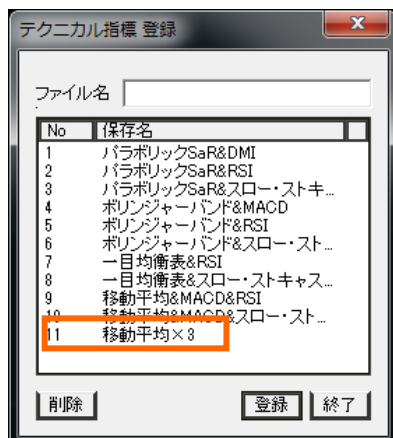 テクニカル指標 登録
ファイル名
No 保存名
1 パラボリックSaR&DMI
2 パラボリックSaR&RSI
3 パラボリックSaR&スロー・ストキ...
4 ボリンジャーバンド&MACD
5 ボリンジャーバンド&RSI
6 ボリンジャーバンド&スロー・スト...
7 一目均衡表&RSI
8 一目均衡表&スロー・ストキャス...
9 移動平均&MACD&RSI
10 移動平均&MACD&スロー・スト...
11 移動平均×3
削除 登録 終了